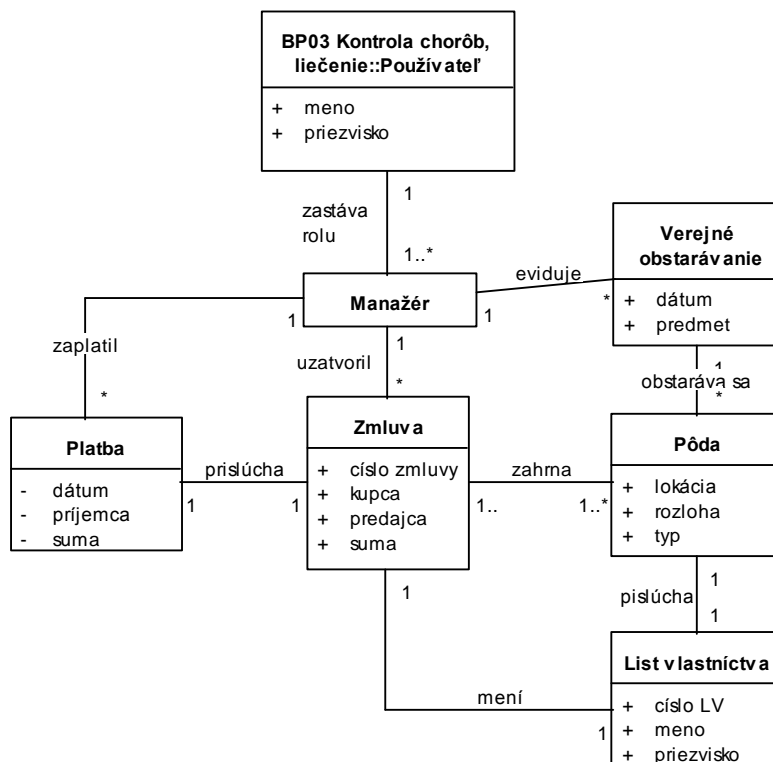 BP03 Kontrola chorôb,
liečenie::Používateľ
+ meno
+ priezvisko
1
zastáva
rolu
1..*
Manažér
1
1
1
eviduje
*
Verejné
obstarávanie
+ dátum
+ predmet
zaplatil
*
uzatvoril
*
1
obstaráva sa
*
Platba
- dátum
- príjemca
- suma
prislúcha
1
1
Zmluva
+ císlo zmluvy
+ kupca
+ predajca
+ suma
zahrna
1..
1..*
Pôda
+ lokácia
+ rozloha
+ typ
1
pislúcha
1
1
mení
1
List vlastníctva
+ císlo LV
+ meno
+ priezvisko